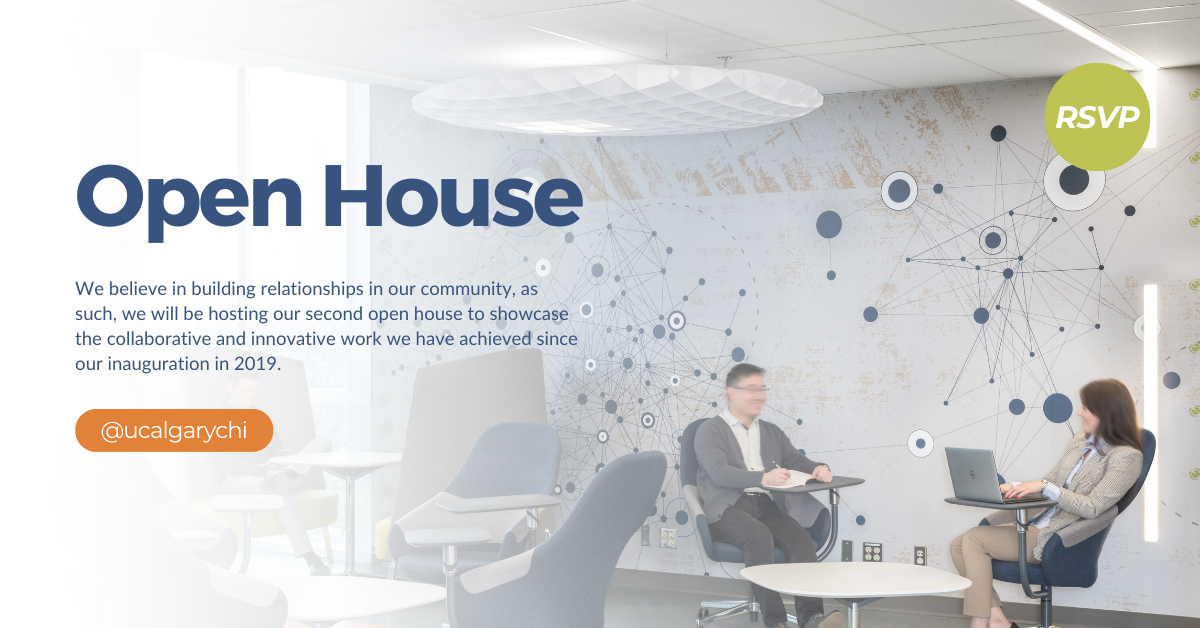 RSVP
Open House
We believe in building relationships in our community, as
such, we will be hosting our second open house to showcase
the collaborative and innovative work we have achieved since
our inauguration in 2019.
@ucalgarychi